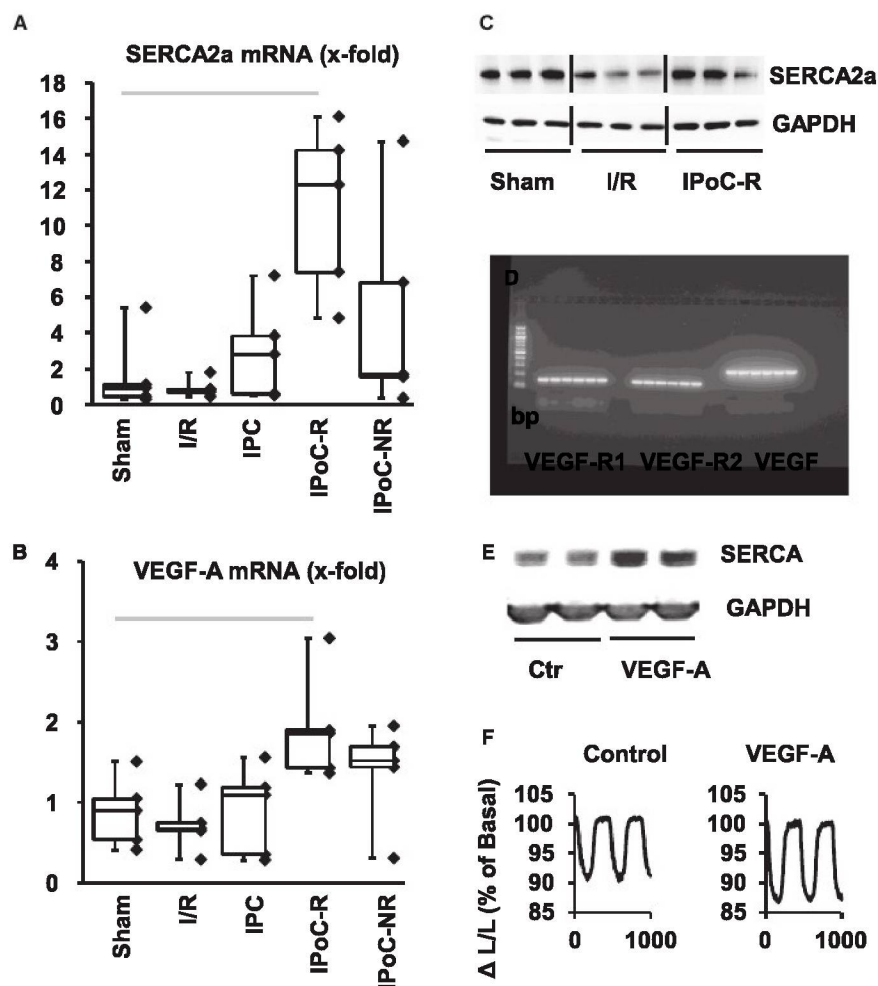 A
SERCA2a mRNA (x-fold)
18
16
14
12
10
8
6
4
2
0
Sham
I/R
IPC
IPoC-R
IPoC-NR
B
VEGF-A mRNA (x-fold)
4
3
2
1
0
Sham
I/R
IPC
IPoC-R
IPoC-NR
C
SERCA2a
GAPDH
Sham I/R IPoC-R
D
bp
VEGF-R1 VEGF-R2 VEGF
E
SERCA
GAPDH
Ctr VEGF-A
F
Control VEGF-A
Δ L/L (% of Basal)
105 105
100 100
95 95
90 90
85 85
0 1000 0 1000